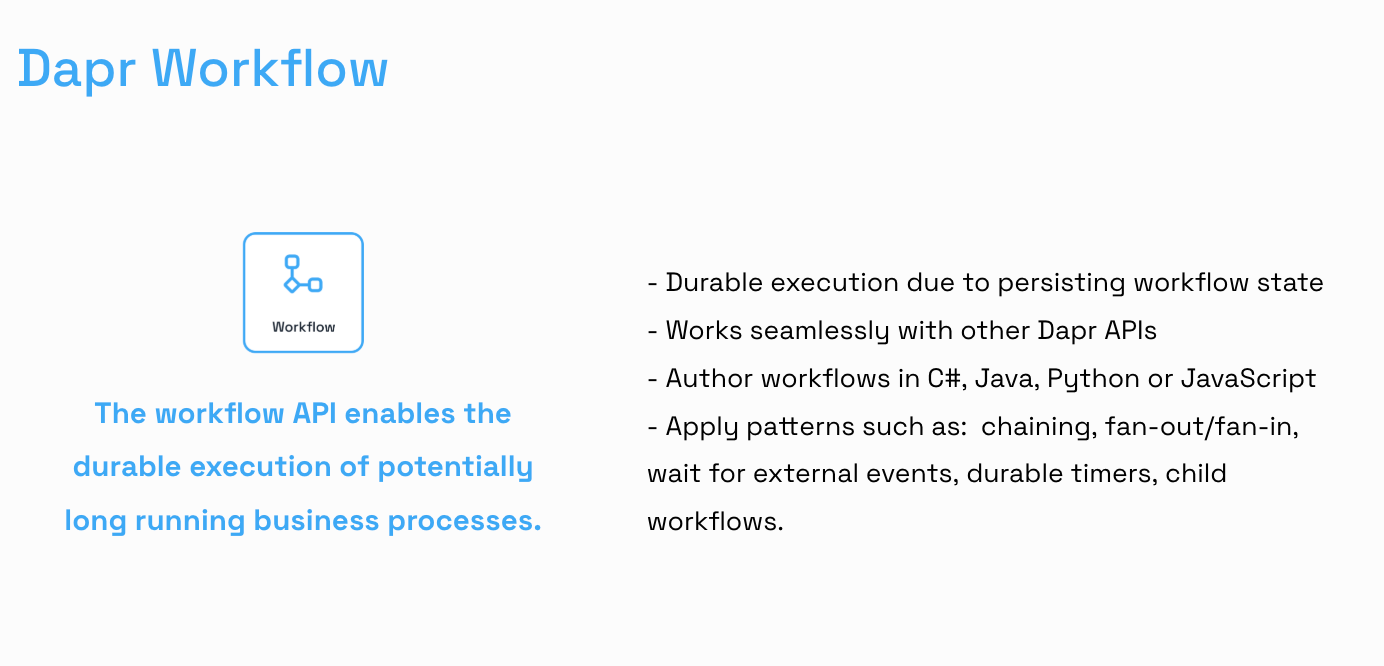 Dapr Workflow
Workflow
The workflow API enables the
durable execution of potentially
long running business processes.
- Durable execution due to persisting workflow state
- Works seamlessly with other Dapr APIs
- Author workflows in C#, Java, Python or JavaScript
- Apply patterns such as:  chaining, fan-out/fan-in,
wait for external events, durable timers, child
workflows.